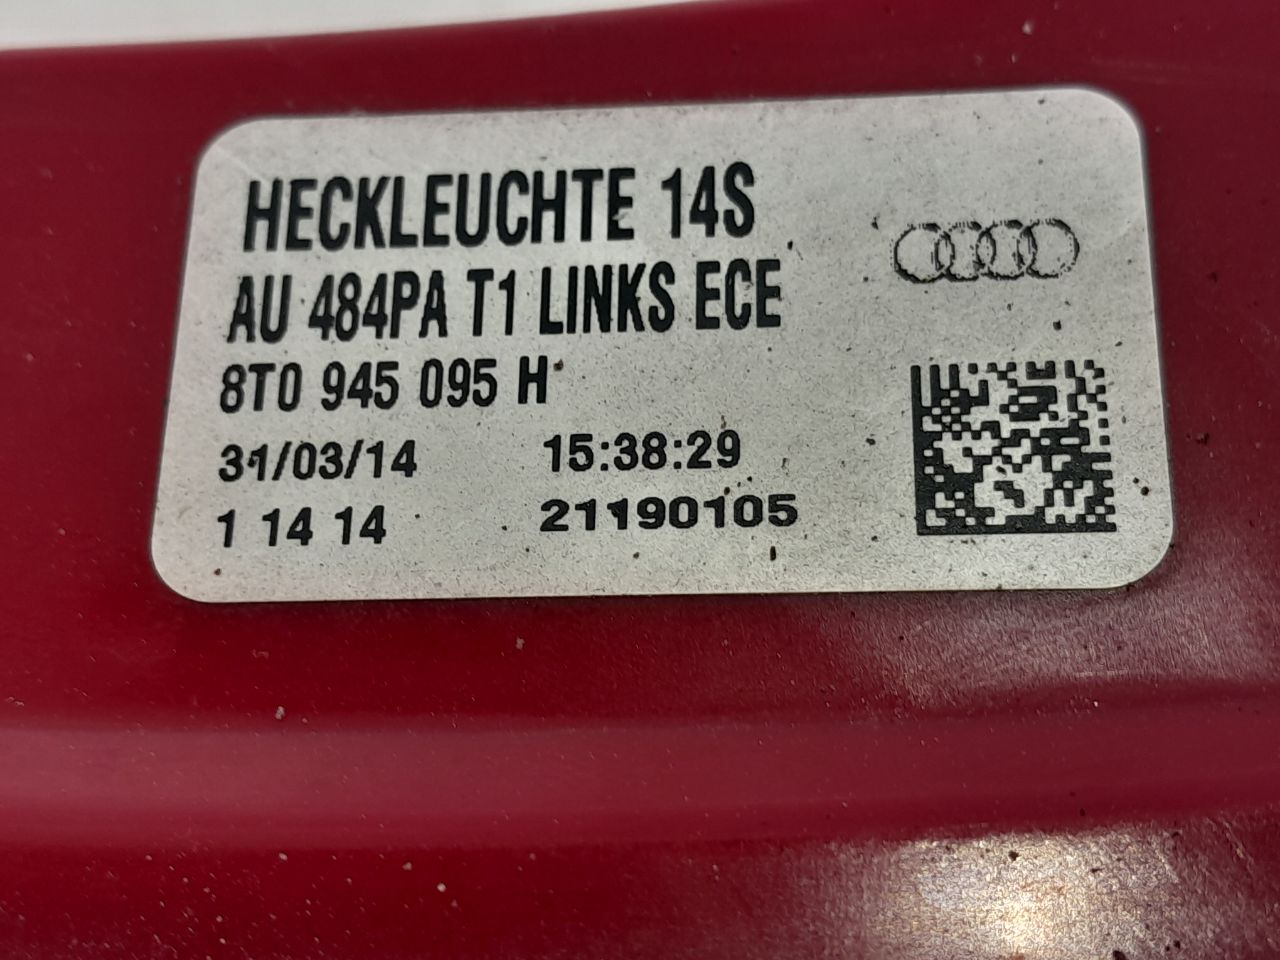 HECKLEUCHTE 14S
AU 484PA T1 LINKS ECE
8T0 945 095 H
31/03/14 15:38:29
1 14 14 21190105